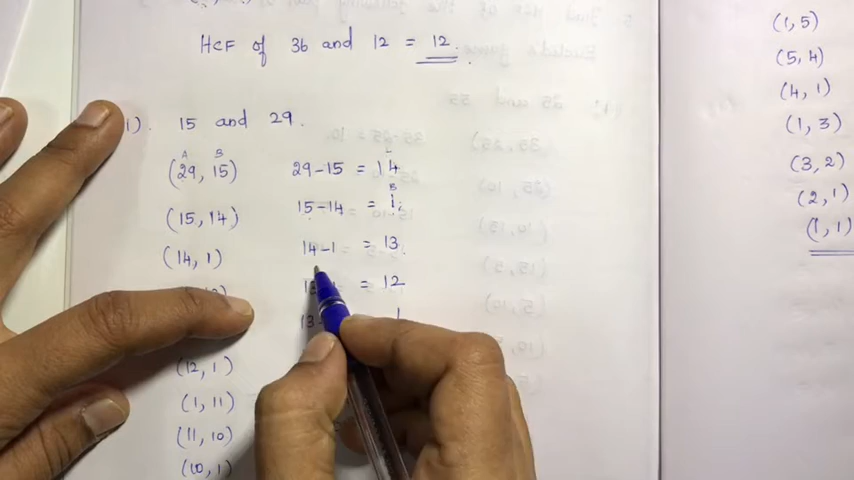 HCF of 36 and 12 = 12.
1). 15 and 29.
A B
(29, 15) 29-15 = 14
L
B
(15, 14) 15-14 = 1.
(14, 1) 14-1 = 13.
= 12
13- 1
(12, 1)
(1, 11)
(11, 10)
(10, 1)
(1, 5)
(5, 4)
(4, 1)
(1, 3)
(3, 2)
(2, 1)
(1, 1)